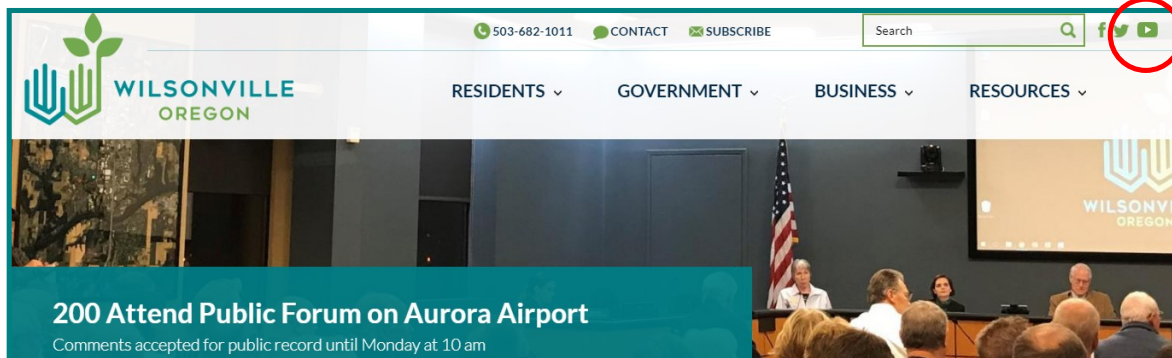 503-682-1011 CONTACT SUBSCRIBE Search
WILSONVILLE
OREGON
RESIDENTS GOVERNMENT BUSINESS RESOURCES
WILSONV
OREGON
200 Attend Public Forum on Aurora Airport
Comments accepted for public record until Monday at 10 am